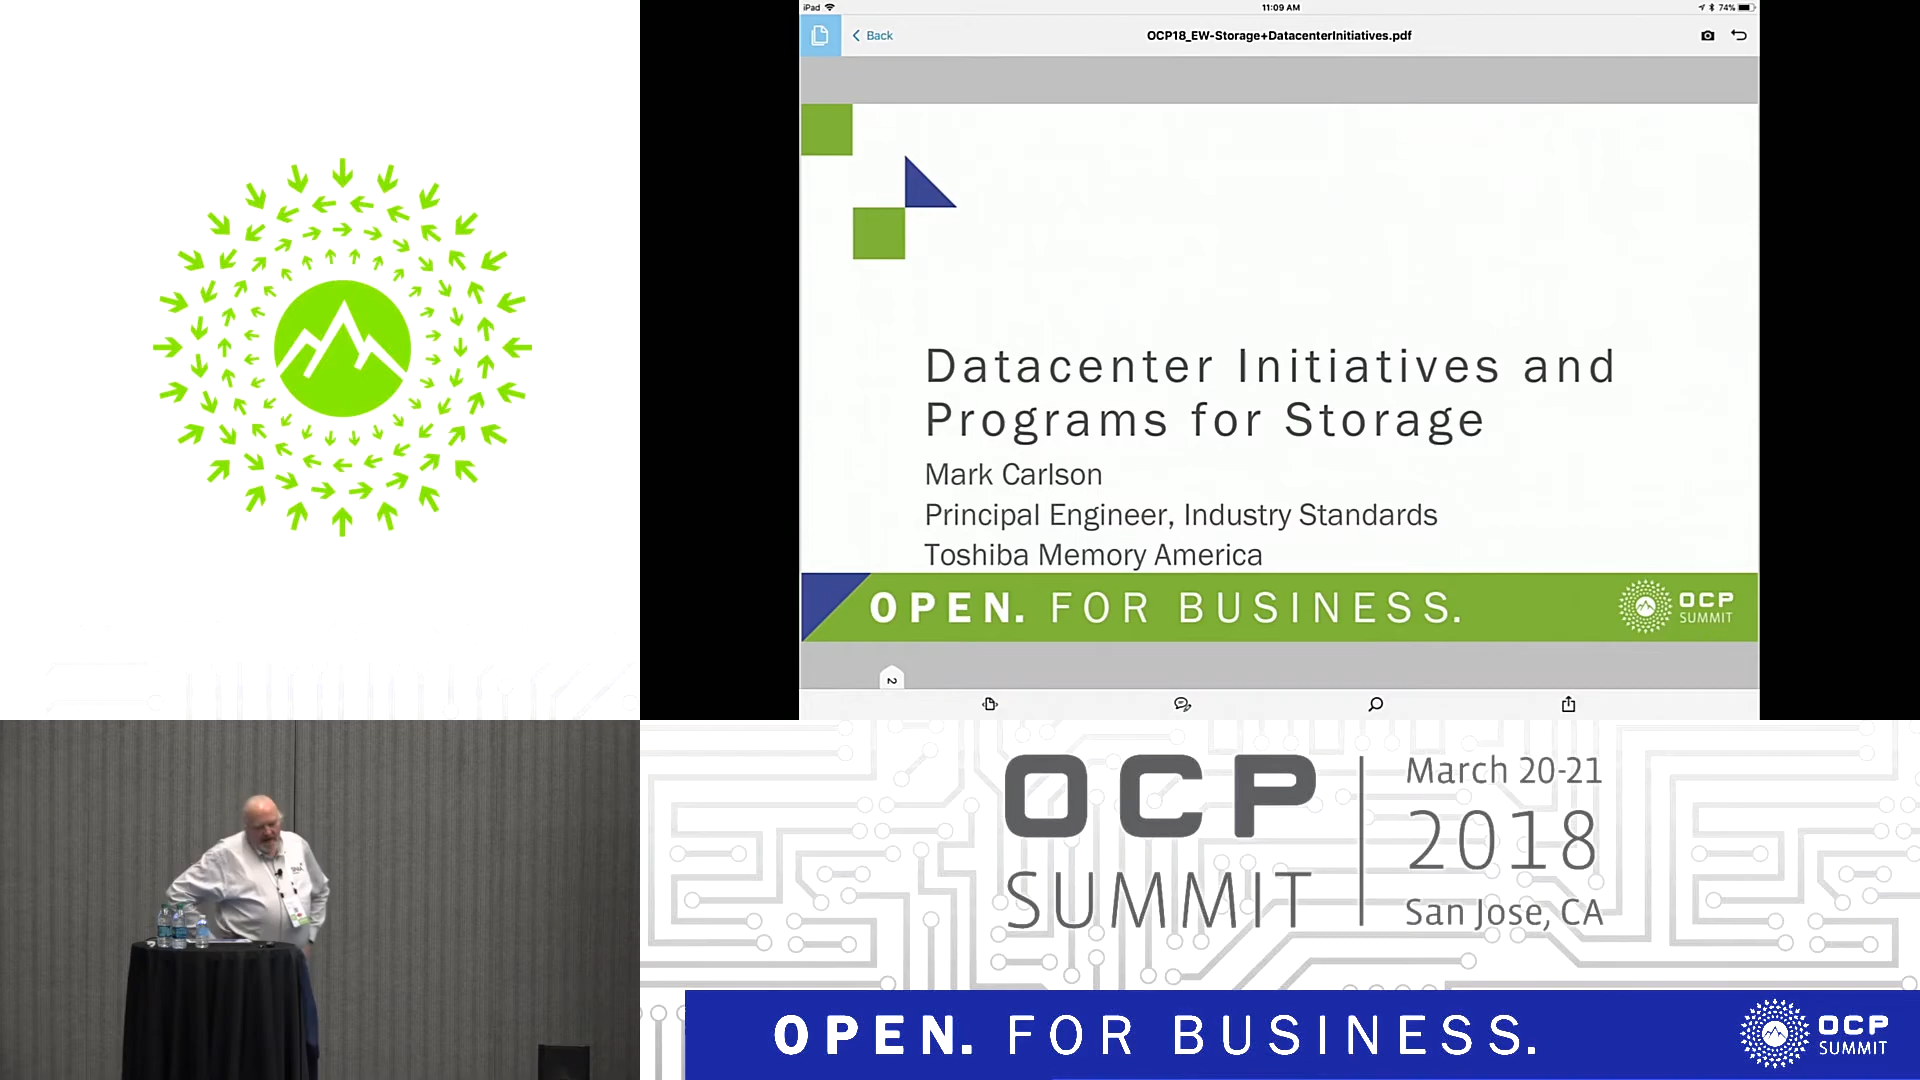 iPad
11:09 AM
74%
Back
OCP18_EW-Storage+DatacenterInitiatives.pdf
Datacenter Initiatives and
Programs for Storage
Mark Carlson
Principal Engineer, Industry Standards
Toshiba Memory America
OPEN. FOR BUSINESS.
OCP
SUMMIT
2
OCP
SUMMIT
March 20-21
2018
San Jose, CA
OPEN. FOR BUSINESS.
OCP
SUMMIT